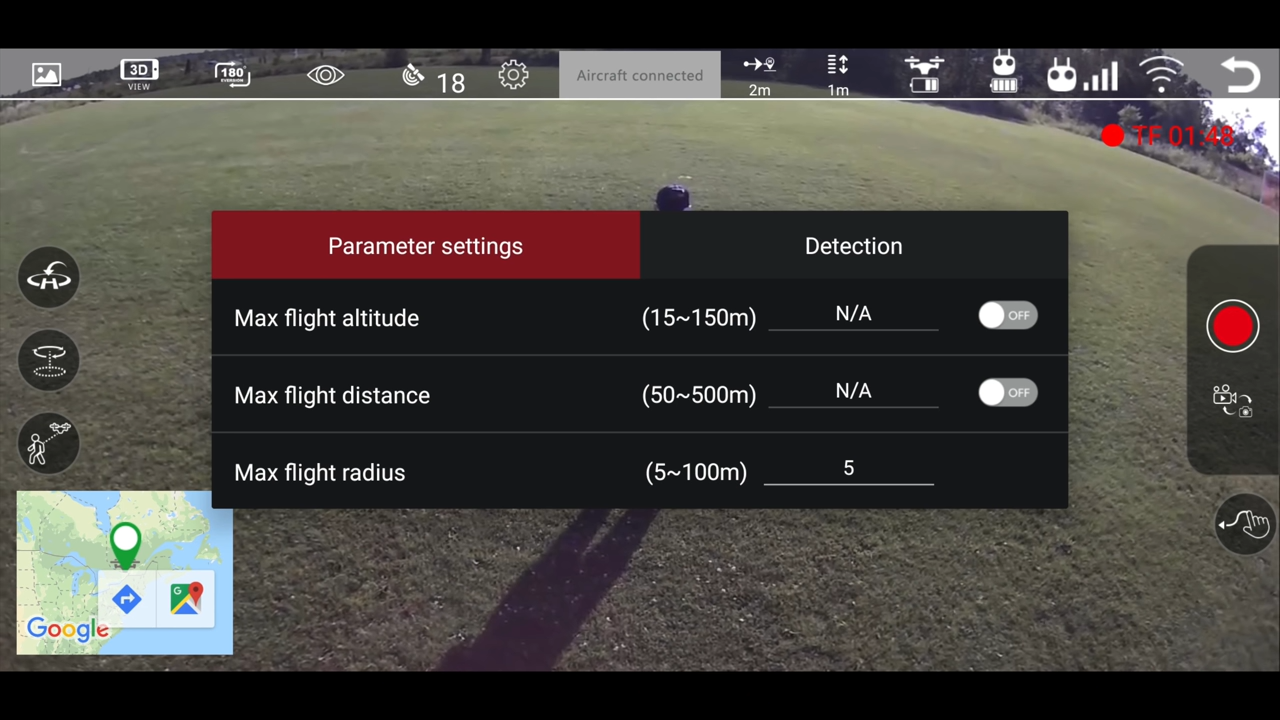 3D
VIEW
180
EVERSION
18
Aircraft connected
2m
1m
TF 01:48
Parameter settings
Detection
Max flight altitude
(15~150m)
N/A
OFF
Max flight distance
(50~500m)
N/A
OFF
Max flight radius
(5~100m)
5
H
G
Google